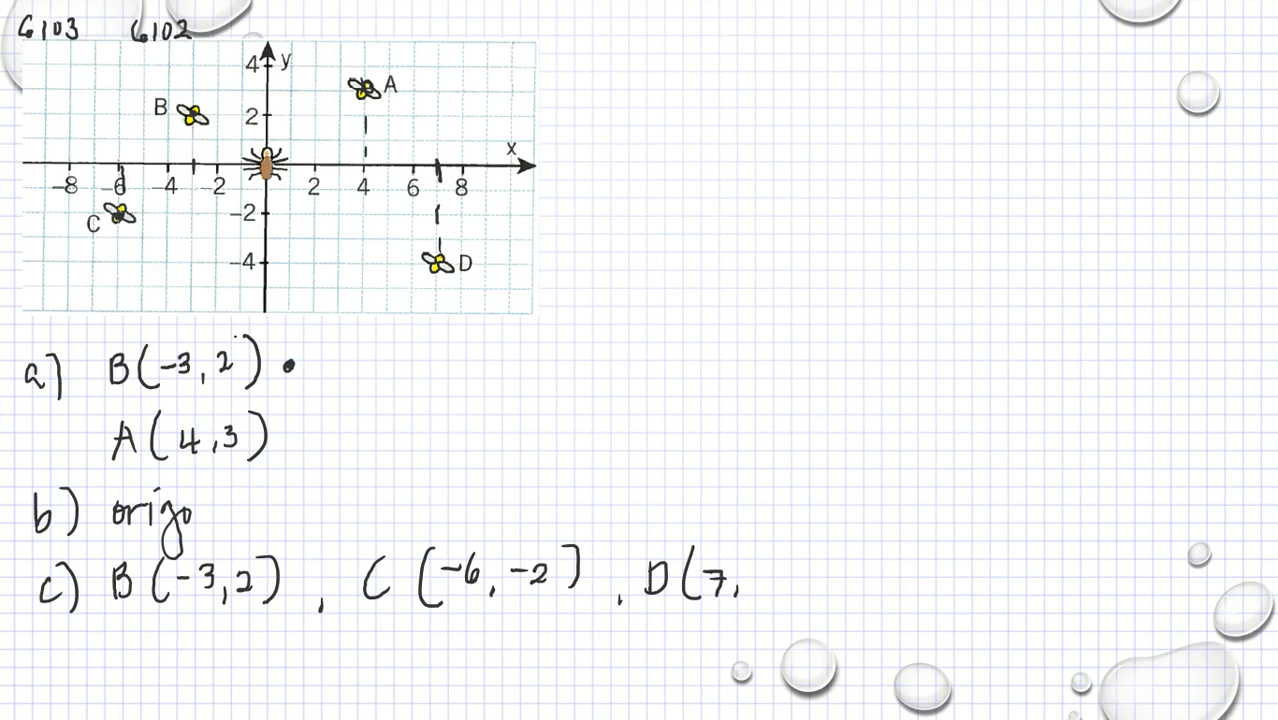 6103 6102
4 y
A
B 2
x
-8 -6 -4 -2 2 4 6 8
C -2
-4 D
a) B(-3,2) •
A(4,3)
b) origo
c) B(-3,2), C(-6,-2), D(7,